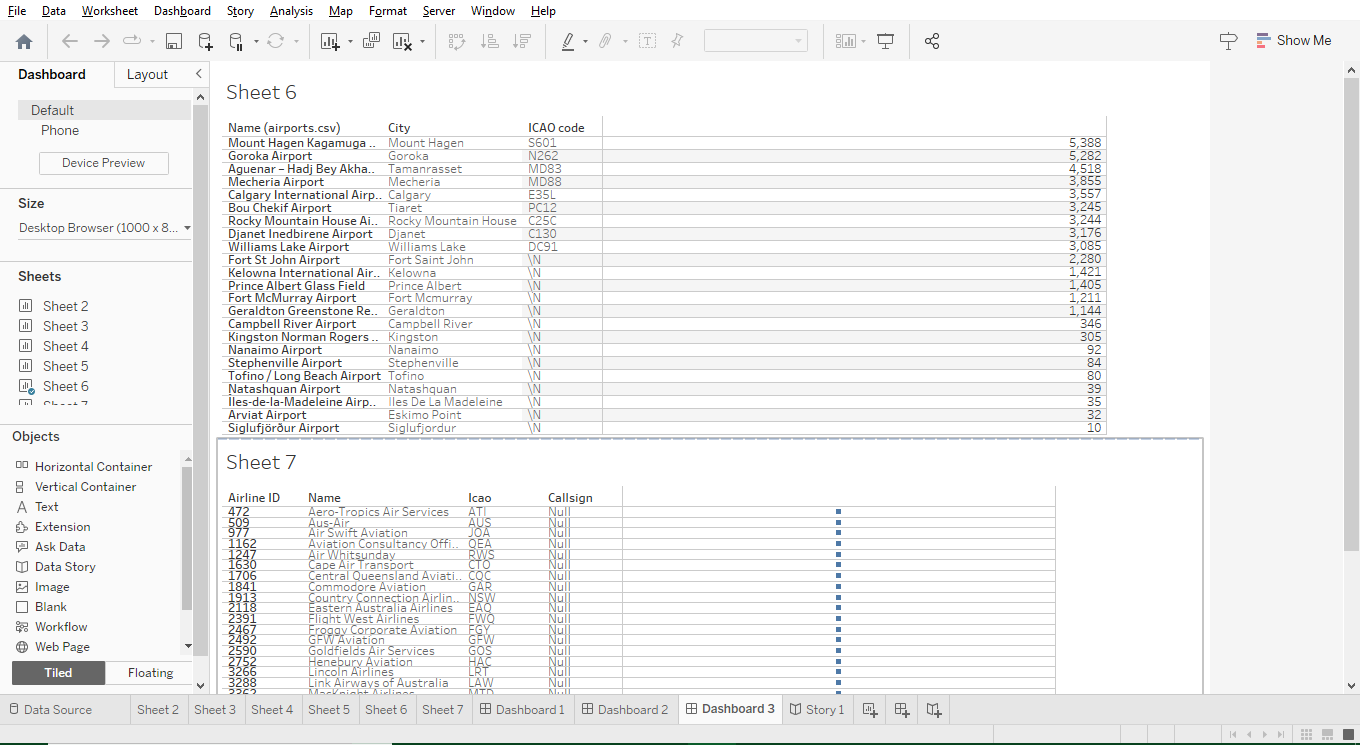 File Data Worksheet Dashboard Story Analysis Map Format Server Window Help
Show Me
Dashboard Layout
Default
Phone
Device Preview
Size
Desktop Browser (1000 x 8...
Sheets
Sheet 2
Sheet 3
Sheet 4
Sheet 5
Sheet 6
Sheet 7
Objects
Horizontal Container
Vertical Container
Text
Extension
Ask Data
Data Story
Image
Blank
Workflow
Web Page
Tiled Floating
Sheet 6
Name (airports.csv) City ICAO code
Mount Hagen Kagamuga .. Mount Hagen S601 5,388
Goroka Airport Goroka N262 5,282
Aguenar – Hadj Bey Akha.. Tamanrasset MD83 4,518
Mecheria Airport Mecheria MD88 3,855
Calgary International Airp.. Calgary E35L 3,557
Bou Chekif Airport Tiaret PC12 3,245
Rocky Mountain House Ai.. Rocky Mountain House C25C 3,244
Djanet Inedbirene Airport Djanet C130 3,176
Williams Lake Airport Williams Lake DC91 3,085
Fort St John Airport Fort Saint John \N 2,280
Kelowna International Air.. Kelowna \N 1,421
Prince Albert Glass Field Prince Albert \N 1,405
Fort McMurray Airport Fort Mcmurray \N 1,211
Geraldton Greenstone Re.. Geraldton \N 1,144
Campbell River Airport Campbell River \N 346
Kingston Norman Rogers .. Kingston \N 305
Nanaimo Airport Nanaimo \N 92
Stephenville Airport Stephenville \N 84
Tofino / Long Beach Airport Tofino \N 80
Natashquan Airport Natashquan \N 39
Îles-de-la-Madeleine Airp.. Iles De La Madeleine \N 35
Arviat Airport Eskimo Point \N 32
Siglufjörður Airport Siglufjordur \N 10
Sheet 7
Airline ID Name Icao Callsign
472 Aero-Tropics Air Services ATI Null
509 Aus-Air AUS Null
977 Air Swift Aviation JOA Null
1162 Aviation Consultancy Offi.. QEA Null
1247 Air Whitsunday RWS Null
1630 Cape Air Transport CTO Null
1706 Central Queensland Aviati.. COC Null
1841 Commodore Aviation GAR Null
1913 Country Connection Airlin.. NSW Null
2118 Eastern Australia Airlines EAQ Null
2391 Flight West Airlines FWQ Null
2467 Froggy Corporate Aviation FGY Null
2492 GFW Aviation GFW Null
2590 Goldfields Air Services GOS Null
2752 Henebury Aviation HAC Null
3266 Lincoln Airlines LRT Null
3288 Link Airways of Australia LAW Null
3362 MacKnight Airlines MTD Null
Data Source Sheet 2 Sheet 3 Sheet 4 Sheet 5 Sheet 6 Sheet 7 Dashboard 1 Dashboard 2 Dashboard 3 Story 1